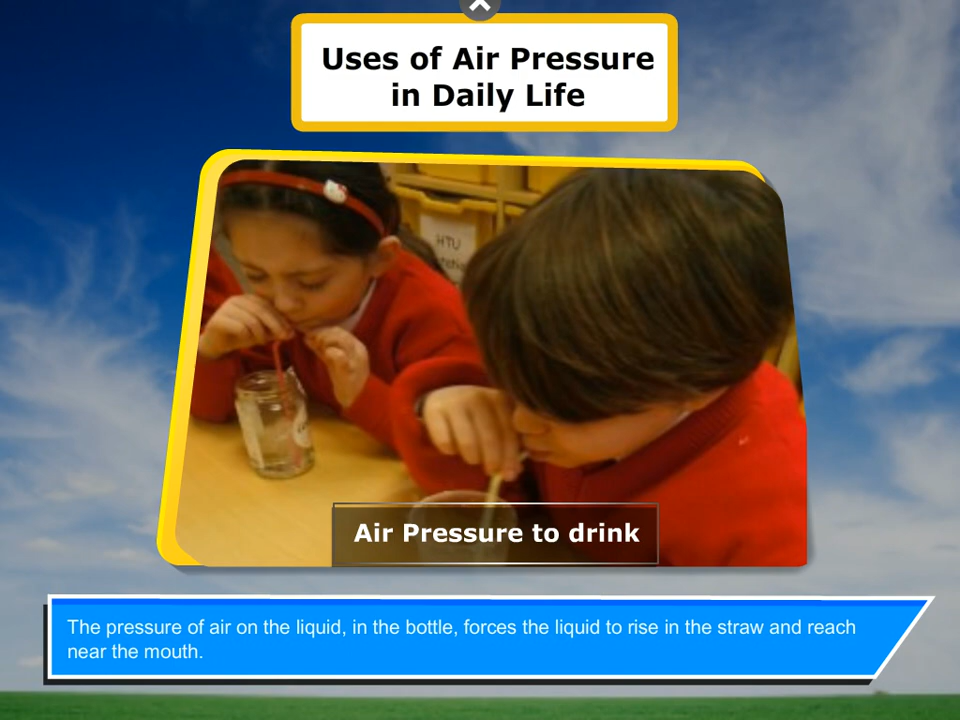 Uses of Air Pressure
in Daily Life
HTU
Air Pressure to drink
The pressure of air on the liquid, in the bottle, forces the liquid to rise in the straw and reach
near the mouth.